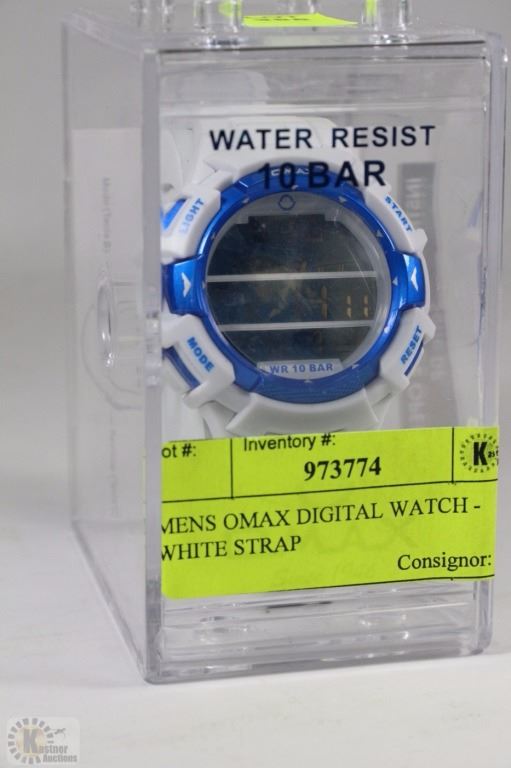 WATER RESIST
10 BAR
LIGHT
START
MODE
RESET
WR 10 BAR
ot #:
Inventory #:
973774
MENS OMAX DIGITAL WATCH -
WHITE STRAP
Consignor:
K
Kastner
Auctions